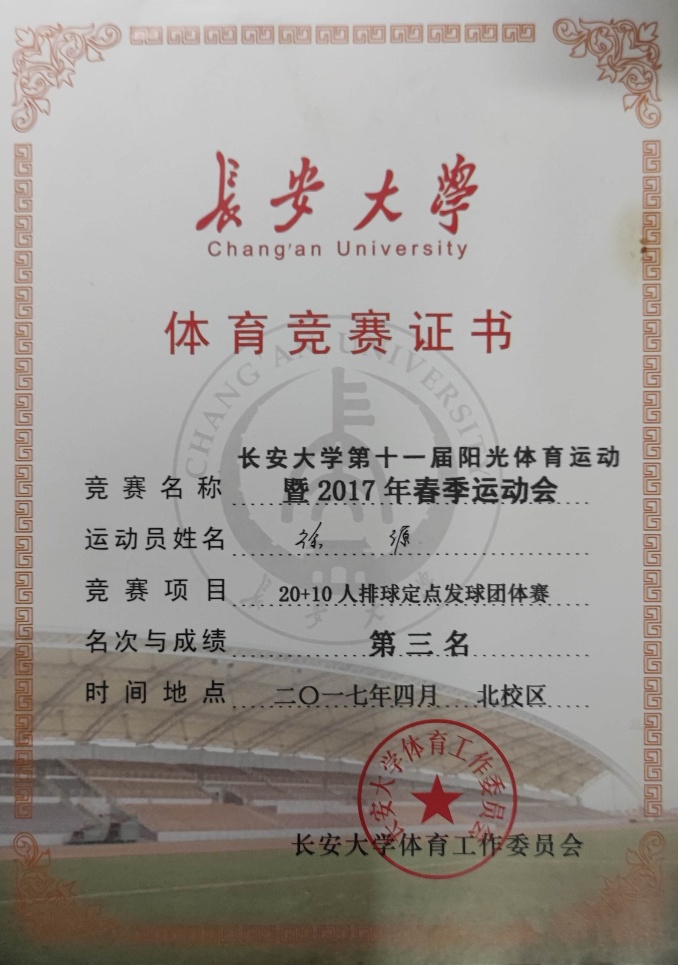 長安大學
Chang'an University
体育竞赛证书
CHANG'AN UNIVERSITY
长安大学第十一届阳光体育运动
竞赛名称 暨2017年春季运动会
运动员姓名 徐 源
竞赛项目 20+10人排球定点发球团体赛
長安大學
名次与成绩 第三名
时间地点 二〇一七年四月 北校区
长安大学体育工作委员会
长安大学体育工作委员会